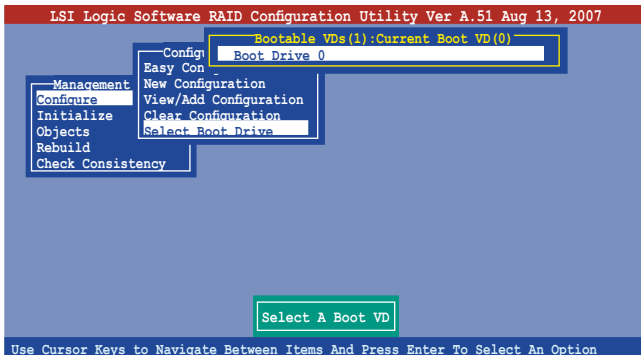 LSI Logic Software RAID Configuration Utility Ver A.51 Aug 13, 2007
Bootable VDs(1):Current Boot VD(0)
Boot Drive 0
Configu
Easy Con
New Configuration
View/Add Configuration
Clear Configuration
Select Boot Drive
Management
Configure
Initialize
Objects
Rebuild
Check Consistency
Select A Boot VD
Use Cursor Keys to Navigate Between Items And Press Enter To Select An Option